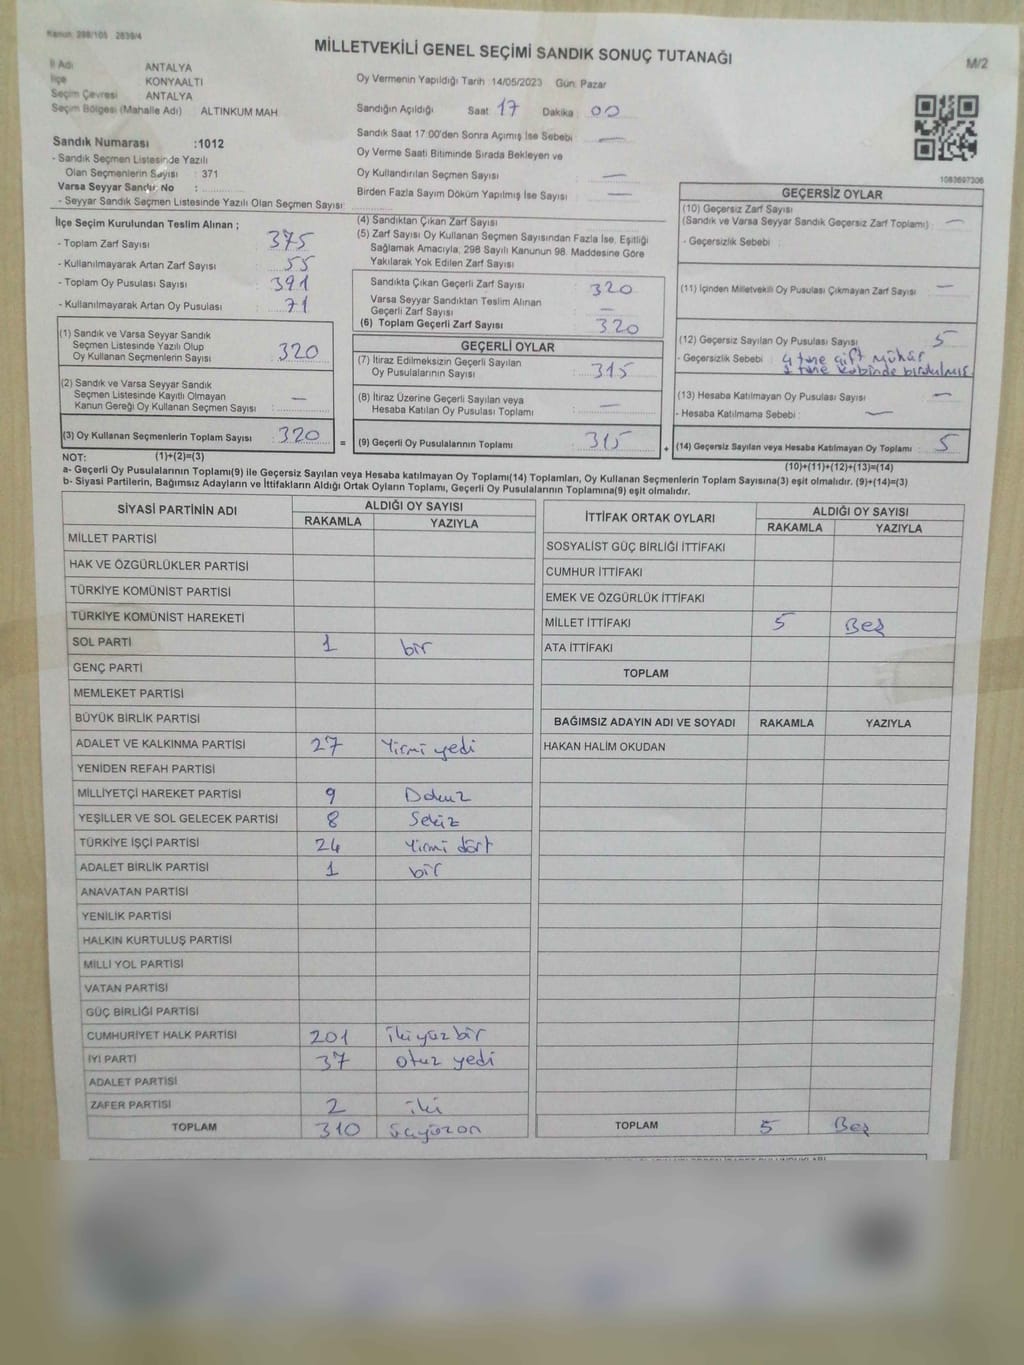 Kanun: 298/105 2839/4
MİLLETVEKİLİ GENEL SEÇİMİ SANDIK SONUÇ TUTANAĞI
M/2
İl Adı ANTALYA
İlçe KONYAALTI
Seçim Çevresi ANTALYA
Seçim Bölgesi (Mahalle Adı) ALTINKUM MAH
Sandık Numarası :1012
- Sandık Seçmen Listesinde Yazılı
Olan Seçmenlerin Sayısı : 371
Varsa Seyyar Sandık No :
- Seyyar Sandık Seçmen Listesinde Yazılı Olan Seçmen Sayısı:
Oy Vermenin Yapıldığı Tarih :14/05/2023 Gün: Pazar
Sandığın Açıldığı Saat 17 Dakika : 00
Sandık Saat 17:00'den Sonra Açımış İse Sebebi : —
Oy Verme Saati Bitiminde Sırada Bekleyen ve
Oy Kullandırılan Seçmen Sayısı : —
Birden Fazla Sayım Döküm Yapılmış İse Sayısı : —
1083697306
İlçe Seçim Kurulundan Teslim Alınan ;
- Toplam Zarf Sayısı : 375
- Kullanılmayarak Artan Zarf Sayısı : 55
- Toplam Oy Pusulası Sayısı : 391
- Kullanılmayarak Artan Oy Pusulası : 71
(1) Sandık ve Varsa Seyyar Sandık
Seçmen Listesinde Yazılı Olup
Oy Kullanan Seçmenlerin Sayısı : 320
(2) Sandık ve Varsa Seyyar Sandık
Seçmen Listesinde Kayıtlı Olmayan
Kanun Gereği Oy Kullanan Seçmen Sayısı : —
(3) Oy Kullanan Seçmenlerin Toplam Sayısı : 320 =
(4) Sandıktan Çıkan Zarf Sayısı
(5) Zarf Sayısı Oy Kullanan Seçmen Sayısından Fazla İse, Eşitliği
Sağlamak Amacıyla, 298 Sayılı Kanunun 98. Maddesine Göre
Yakılarak Yok Edilen Zarf Sayısı
Sandıkta Çıkan Geçerli Zarf Sayısı : 320
Varsa Seyyar Sandıktan Teslim Alınan
Geçerli Zarf Sayısı : —
(6) Toplam Geçerli Zarf Sayısı : 320
GEÇERLİ OYLAR
(7) İtiraz Edilmeksizin Geçerli Sayılan
Oy Pusulalarının Sayısı : 315
(8) İtiraz Üzerine Geçerli Sayılan veya
Hesaba Katılan Oy Pusulası Toplamı : —
(9) Geçerli Oy Pusulalarının Toplamı : 315 +
GEÇERSİZ OYLAR
(10) Geçersiz Zarf Sayısı
(Sandık ve Varsa Seyyar Sandık Geçersiz Zarf Toplamı) : —
- Geçersizlik Sebebi :
(11) İçinden Milletvekili Oy Pusulası Çıkmayan Zarf Sayısı : —
(12) Geçersiz Sayılan Oy Pusulası Sayısı : 5
- Geçersizlik Sebebi : 4 tane çift mühür
1 tane kabinde
(13) Hesaba Katılmayan Oy Pusulası Sayısı : —
- Hesaba Katılmama Sebebi : —
(14) Geçersiz Sayılan veya Hesaba Katılmayan Oy Toplamı : 5
NOT: (1)+(2)=(3)
(10)+(11)+(12)+(13)=(14)
a- Geçerli Oy Pusulalarının Toplamı(9) ile Geçersiz Sayılan veya Hesaba katılmayan Oy Toplamı(14) Toplamları, Oy Kullanan Seçmenlerin Toplam Sayısına(3) eşit olmalıdır. (9)+(14)=(3)
b- Siyasi Partilerin, Bağımsız Adayların ve İttifakların Aldığı Ortak Oyların Toplamı, Geçerli Oy Pusulalarının Toplamına(9) eşit olmalıdır.
SİYASİ PARTİNİN ADI ALDIĞI OY SAYISI
RAKAMLA YAZIYLA
MİLLET PARTİSİ
HAK VE ÖZGÜRLÜKLER PARTİSİ
TÜRKİYE KOMÜNİST PARTİSİ
TÜRKİYE KOMÜNİST HAREKETİ
SOL PARTİ 1 bir
GENÇ PARTİ
MEMLEKET PARTİSİ
BÜYÜK BİRLİK PARTİSİ
ADALET VE KALKINMA PARTİSİ 27 Yirmi yedi
YENİDEN REFAH PARTİSİ
MİLLİYETÇİ HAREKET PARTİSİ 9 Dokuz
YEŞİLLER VE SOL GELECEK PARTİSİ 8 Sekiz
TÜRKİYE İŞÇİ PARTİSİ 24 Yirmi dört
ADALET BİRLİK PARTİSİ 1 bir
ANAVATAN PARTİSİ
YENİLİK PARTİSİ
HALKIN KURTULUŞ PARTİSİ
MİLLİ YOL PARTİSİ
VATAN PARTİSİ
GÜÇ BİRLİĞİ PARTİSİ
CUMHURİYET HALK PARTİSİ 201 iki yüz bir
İYİ PARTİ 37 otuz yedi
ADALET PARTİSİ
ZAFER PARTİSİ 2 iki
TOPLAM 310 üçyüzon
İTTİFAK ORTAK OYLARI ALDIĞI OY SAYISI
RAKAMLA YAZIYLA
SOSYALİST GÜÇ BİRLİĞİ İTTİFAKI
CUMHUR İTTİFAKI
EMEK VE ÖZGÜRLÜK İTTİFAKI
MİLLET İTTİFAKI 5 Beş
ATA İTTİFAKI
TOPLAM
BAĞIMSIZ ADAYIN ADI VE SOYADI RAKAMLA YAZIYLA
HAKAN HALİM OKUDAN
TOPLAM 5 Beş